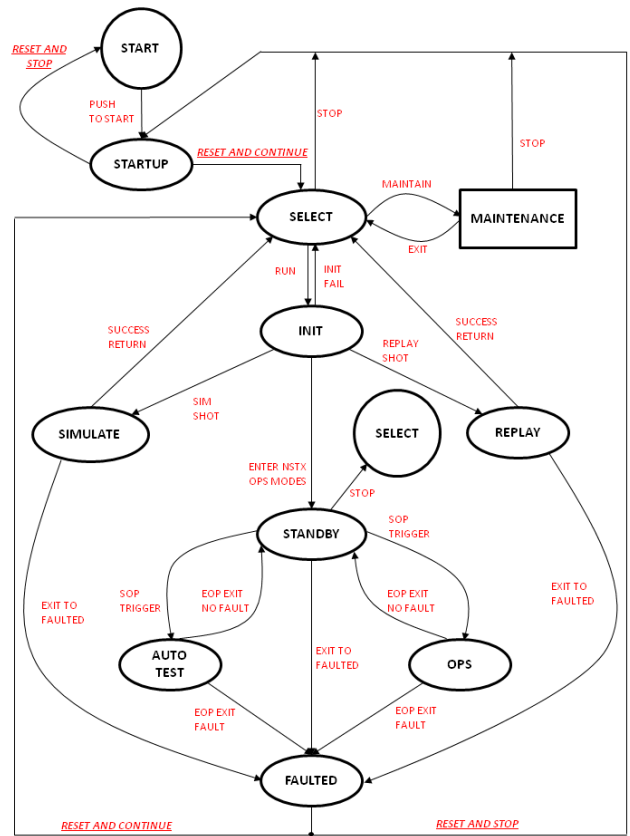 START
RESET AND
STOP
PUSH
TO START
STARTUP
RESET AND CONTINUE
STOP
STOP
MAINTAIN
SELECT
MAINTENANCE
EXIT
RUN
INIT
FAIL
INIT
SUCCESS
RETURN
REPLAY
SHOT
SUCCESS
RETURN
SIM
SHOT
SIMULATE
SELECT
REPLAY
ENTER NSTX
OPS MODES
STOP
STANDBY
SOP
TRIGGER
SOP
TRIGGER
EOP EXIT
NO FAULT
EOP EXIT
NO FAULT
EXIT TO
FAULTED
EXIT TO
FAULTED
EXIT TO
FAULTED
AUTO
TEST
OPS
EOP EXIT
FAULT
EOP EXIT
FAULT
FAULTED
RESET AND CONTINUE
RESET AND STOP